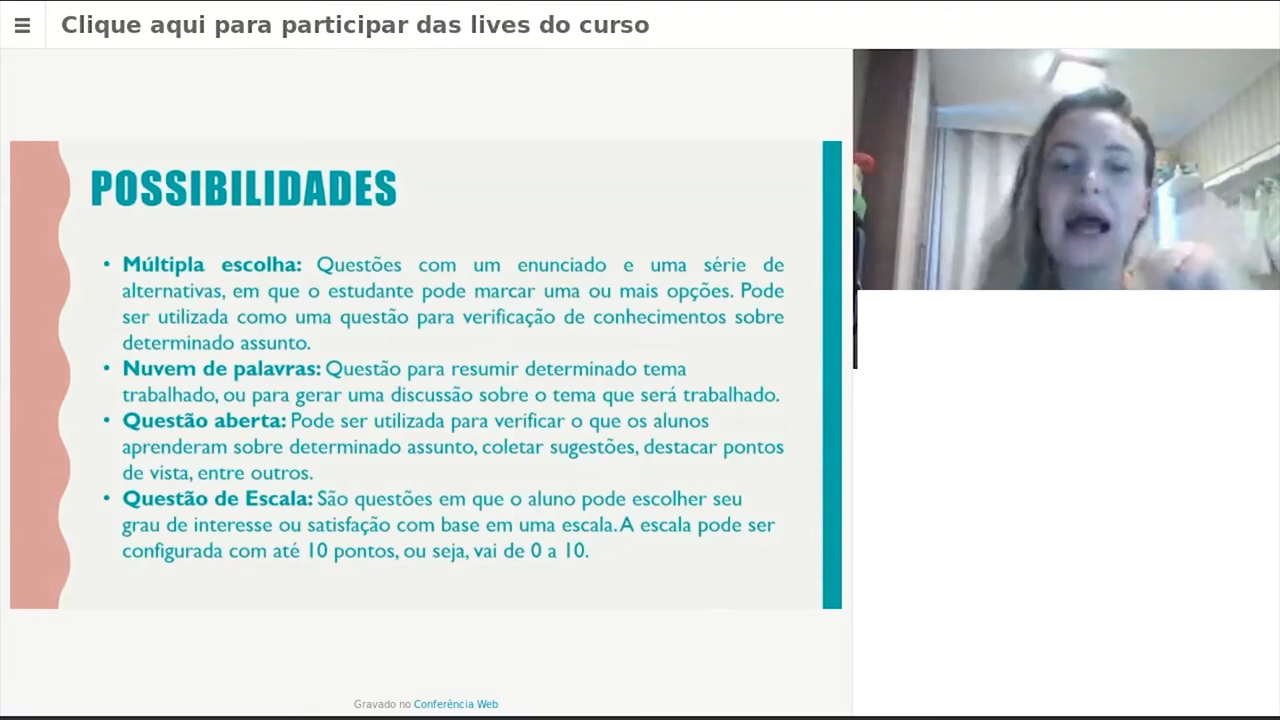 Clique aqui para participar das lives do curso
POSSIBILIDADES
• Múltipla escolha: Questões com um enunciado e uma série de
alternativas, em que o estudante pode marcar uma ou mais opções. Pode
ser utilizada como uma questão para verificação de conhecimentos sobre
determinado assunto.
• Nuvem de palavras: Questão para resumir determinado tema
trabalhado, ou para gerar uma discussão sobre o tema que será trabalhado.
• Questão aberta: Pode ser utilizada para verificar o que os alunos
aprenderam sobre determinado assunto, coletar sugestões, destacar pontos
de vista, entre outros.
• Questão de Escala: São questões em que o aluno pode escolher seu
grau de interesse ou satisfação com base em uma escala. A escala pode ser
configurada com até 10 pontos, ou seja, vai de 0 a 10.
Gravado no Conferência Web